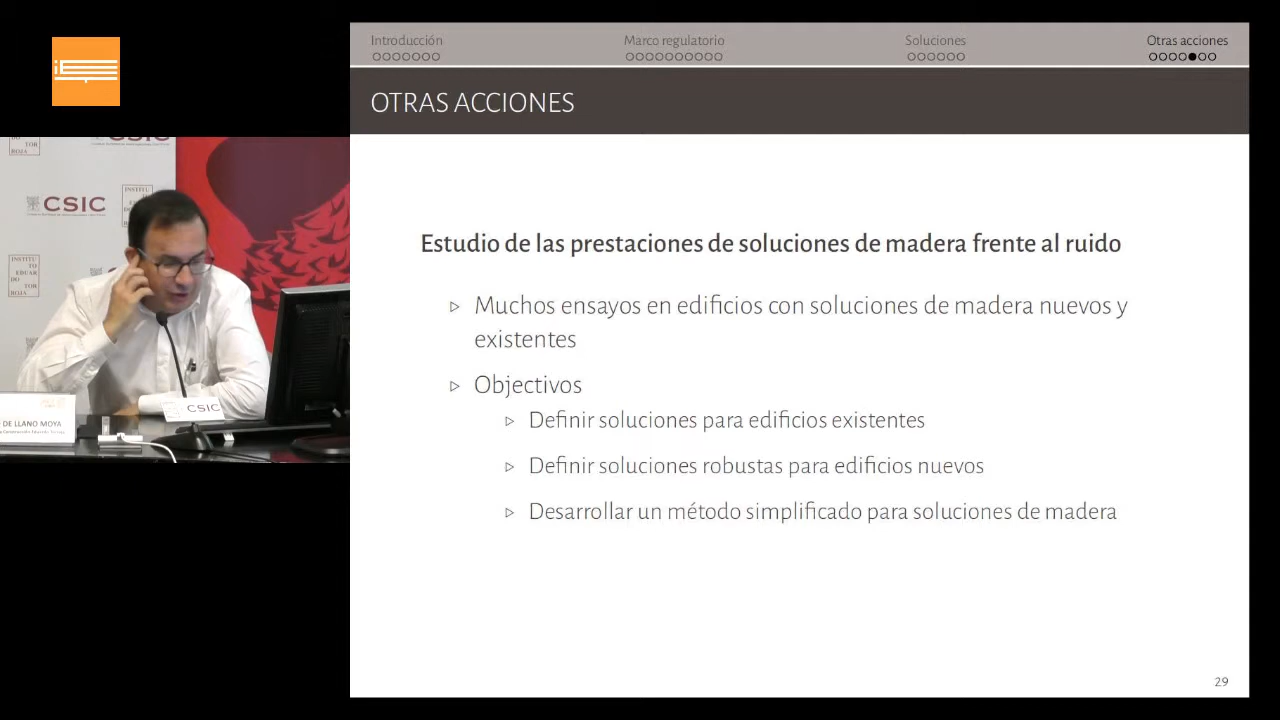 Introducción
Marco regulatorio
Soluciones
Otras acciones
OTRAS ACCIONES
Estudio de las prestaciones de soluciones de madera frente al ruido
Muchos ensayos en edificios con soluciones de madera nuevos y
existentes
Objectivos
Definir soluciones para edificios existentes
Definir soluciones robustas para edificios nuevos
Desarrollar un método simplificado para soluciones de madera
29
CSIC
CSIC
INSTITU
TO
EDUAR
DO
TOR
ROJA
DE LLANO MOYA
CSIC